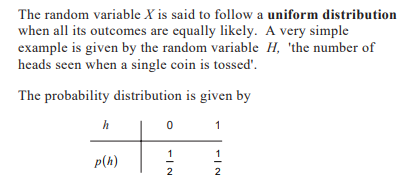 The random variable X is said to follow a uniform distribution
when all its outcomes are equally likely. A very simple
example is given by the random variable H, 'the number of
heads seen when a single coin is tossed'.
The probability distribution is given by
h 0 1
p(h) 1/2 1/2